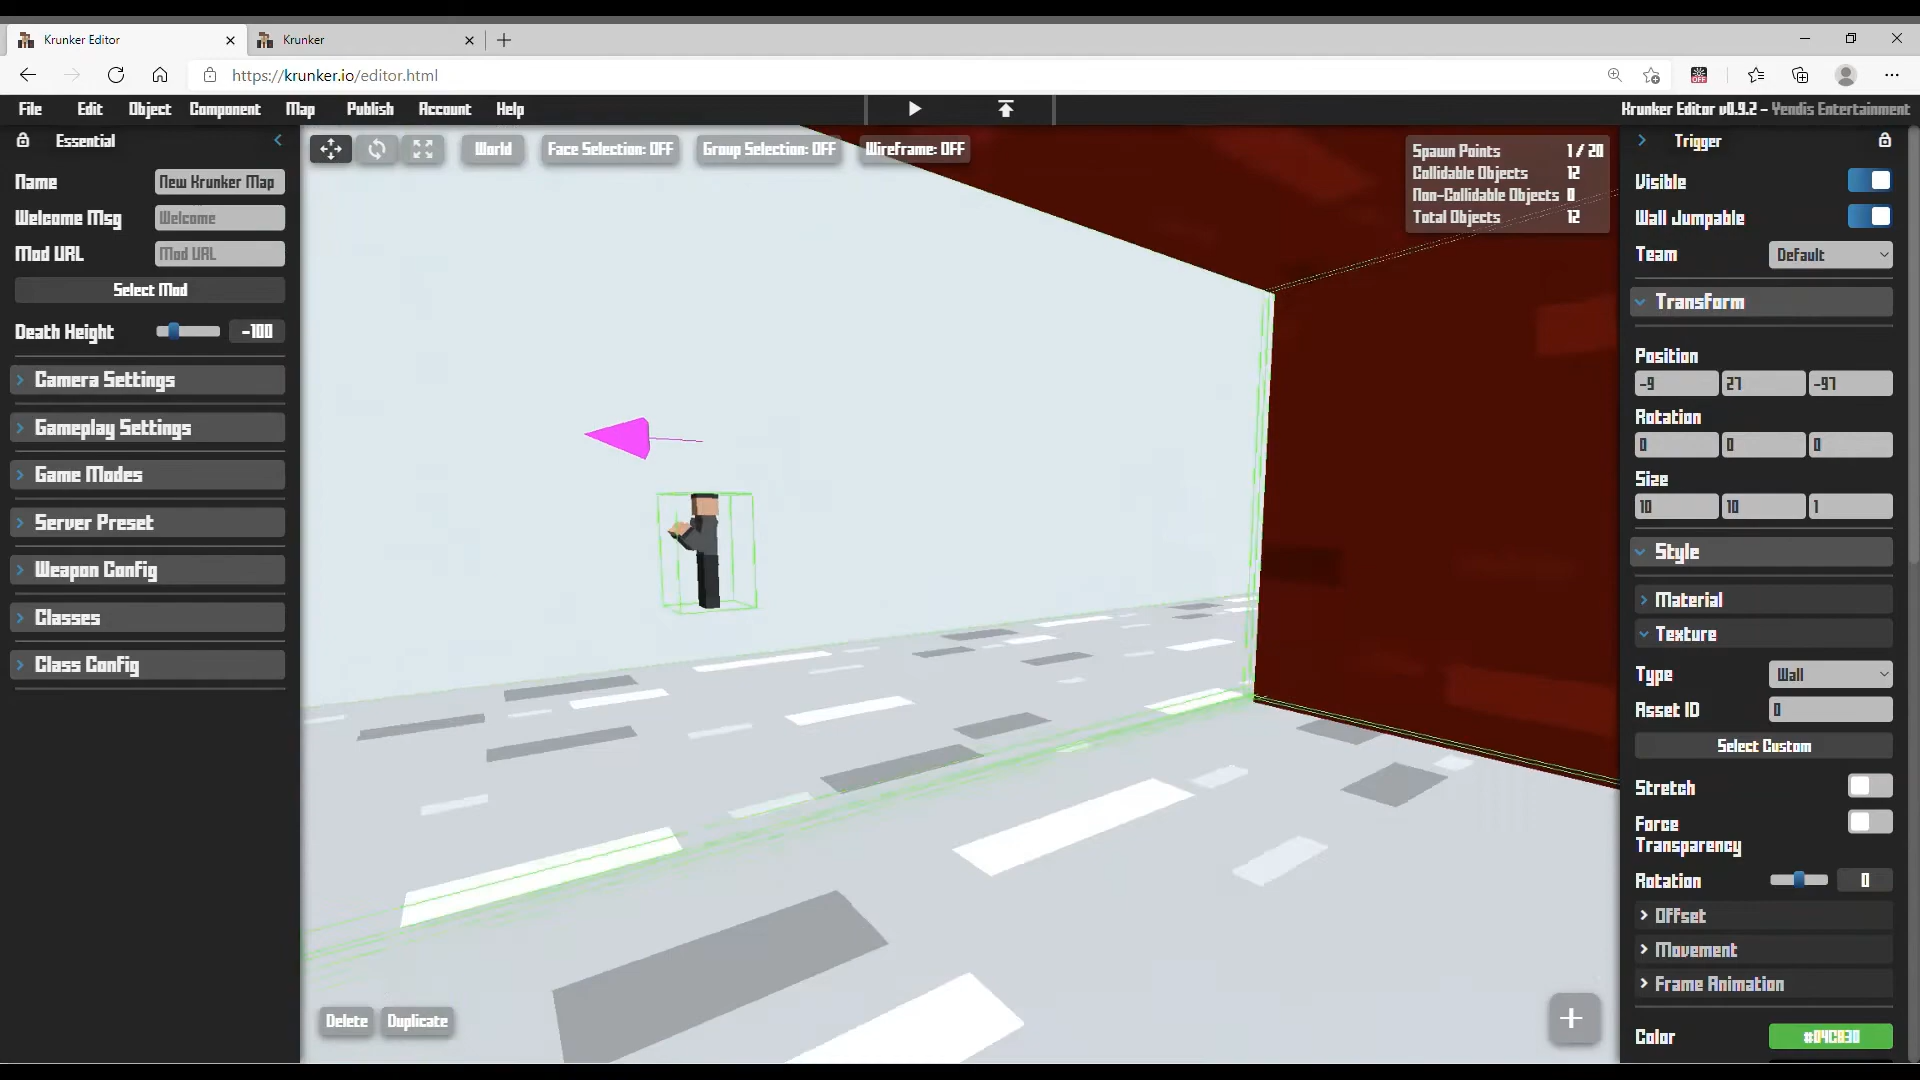 Krunker Editor
Krunker
https://krunker.io/editor.html
File Edit Object Component Map Publish Account Help
Krunker Editor v0.9.2 - Yendis Entertainment
Essential
Name New Krunker Map
Welcome Msg Welcome
Mod URL Mod URL
Select Mod
Death Height -100
Camera Settings
Gameplay Settings
Game Modes
Server Preset
Weapon Config
Classes
Class Config
World Face Selection: OFF Group Selection: OFF Wireframe: OFF
Spawn Points 1 / 20
Collidable Objects 12
Non-Collidable Objects 0
Total Objects 12
Delete Duplicate
+
Trigger
Visible
Wall Jumpable
Team Default
Transform
Position
-9 27 -97
Rotation
0 0 0
Size
10 10 1
Style
Material
Texture
Type Wall
Asset ID 0
Select Custom
Stretch
Force
Transparency
Rotation 0
Offset
Movement
Frame Animation
Color #04C830